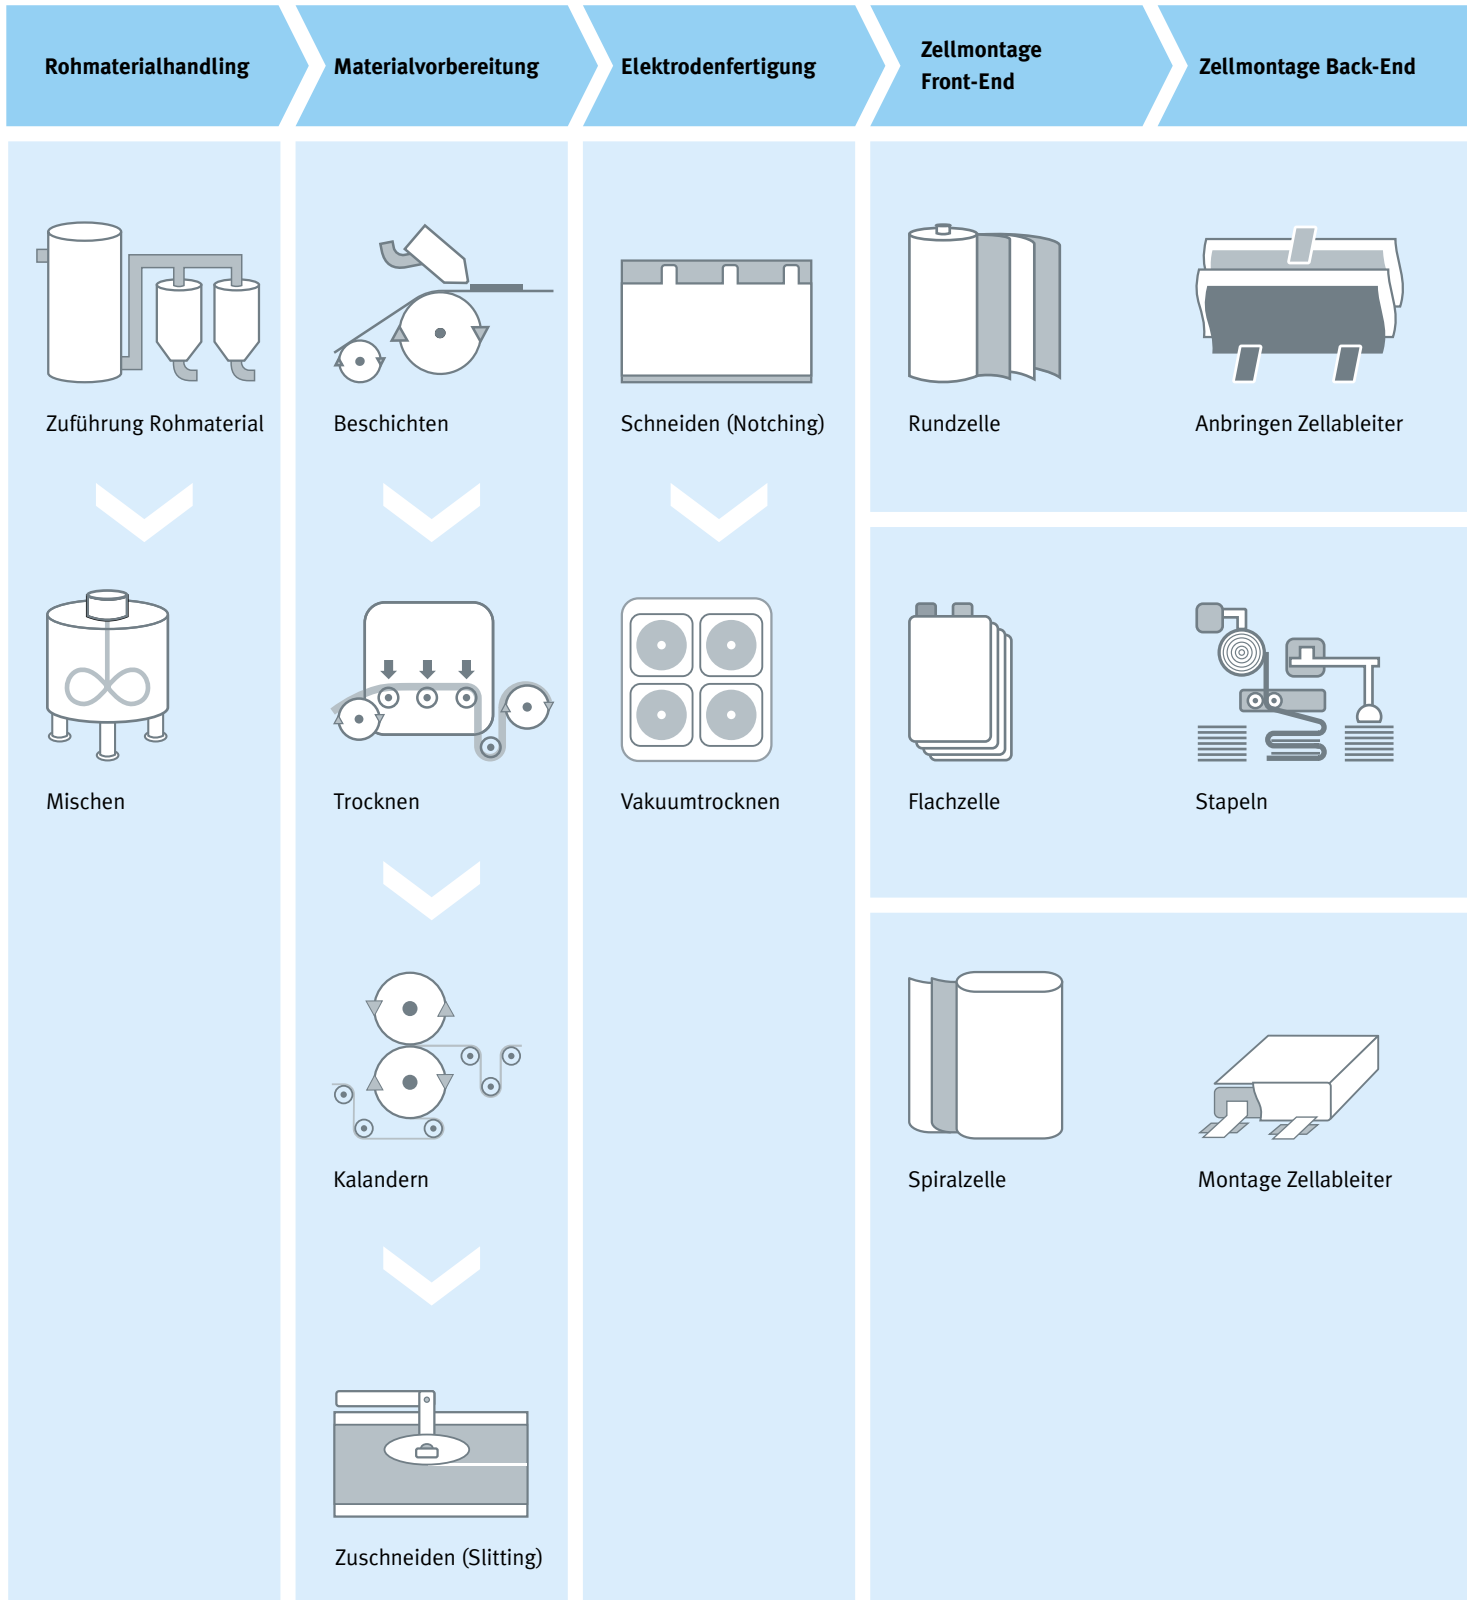 Rohmaterialhandling
Materialvorbereitung
Elektrodenfertigung
Zellmontage
Front-End
Zellmontage Back-End
Zuführung Rohmaterial
Beschichten
Schneiden (Notching)
Rundzelle
Anbringen Zellableiter
Mischen
Trocknen
Vakuumtrocknen
Flachzelle
Stapeln
Kalandern
Spiralzelle
Montage Zellableiter
Zuschneiden (Slitting)